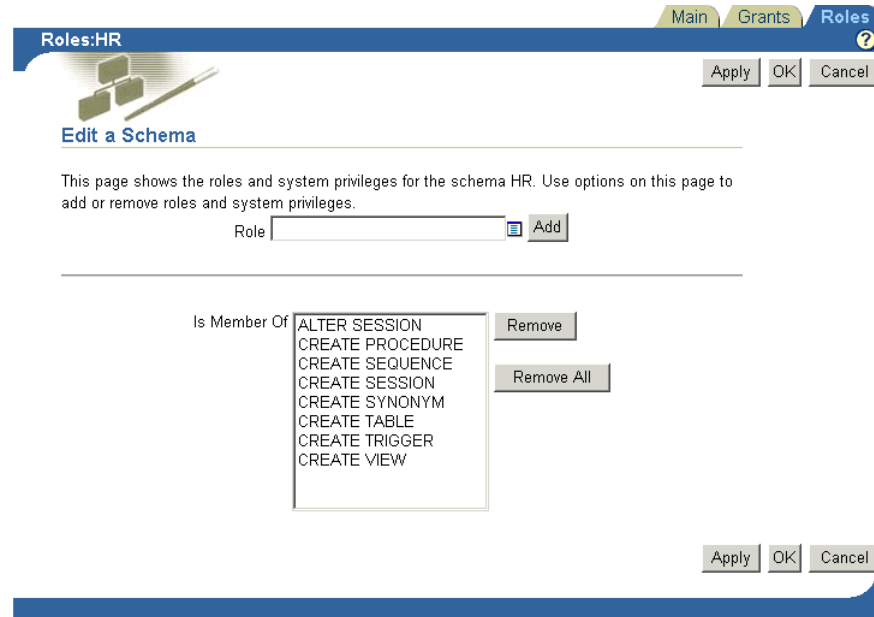 Main Grants Roles
Roles:HR ?
Apply OK Cancel
Edit a Schema
This page shows the roles and system privileges for the schema HR. Use options on this page to
add or remove roles and system privileges.
Role Add
Is Member Of ALTER SESSION Remove
CREATE PROCEDURE
CREATE SEQUENCE
CREATE SESSION Remove All
CREATE SYNONYM
CREATE TABLE
CREATE TRIGGER
CREATE VIEW
Apply OK Cancel